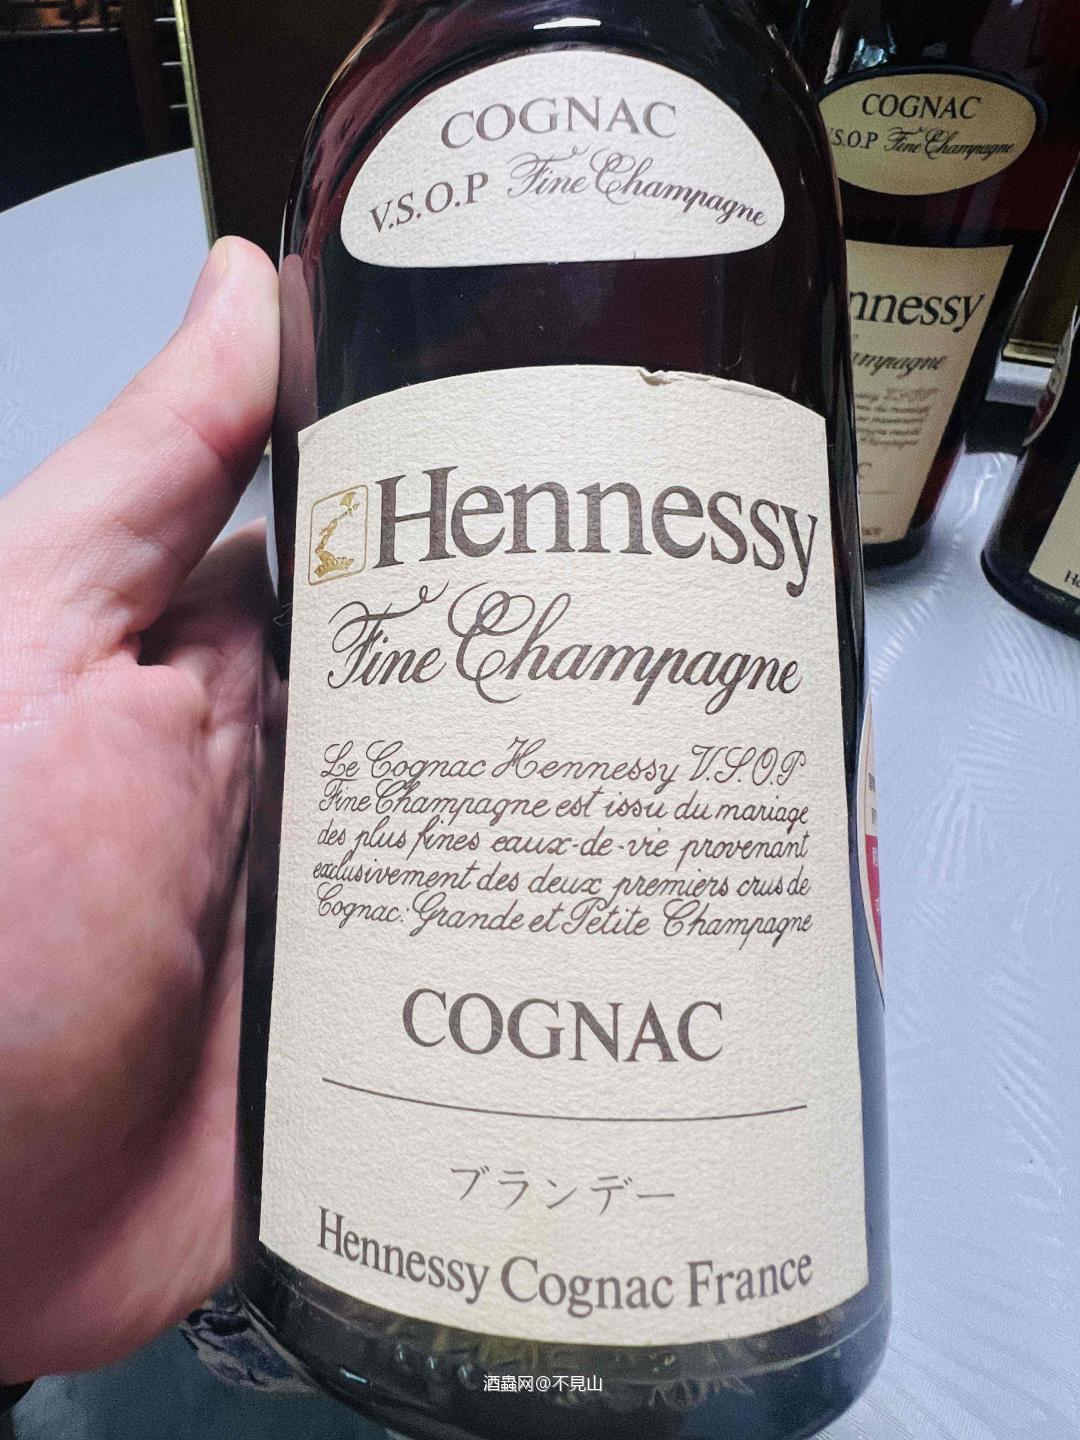 COGNAC
V.S.O.P Fine Champagne
Hennessy
Fine Champagne
Le Cognac Hennessy V.S.O.P
Fine Champagne est issu du mariage
des plus fines eaux-de-vie provenant
exclusivement des deux premiers crus de
Cognac: Grande et Petite Champagne
COGNAC
ブランデー
Hennessy Cognac France
COGNAC
V.S.O.P Fine Champagne
nnessy
Champagne
酒蟲网@不見山